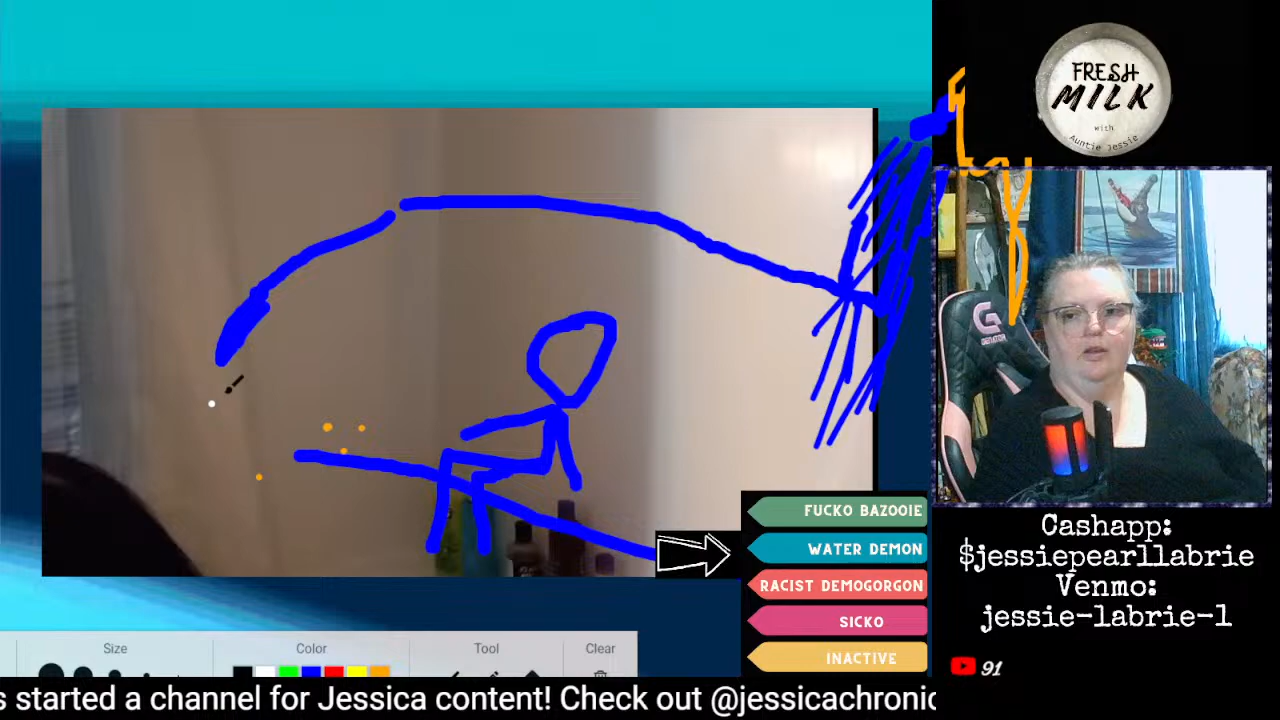 FRESH
MILK
with
Auntie Jessie
FUCKO BAZOOIE
WATER DEMON
RACIST DEMOGORGON
SICKO
INACTIVE
Cashapp:
$jessiepearllabrie
Venmo:
jessie-labrie-1
91
Size
Color
Tool
Clear
s started a channel for Jessica content! Check out @jessicachronic